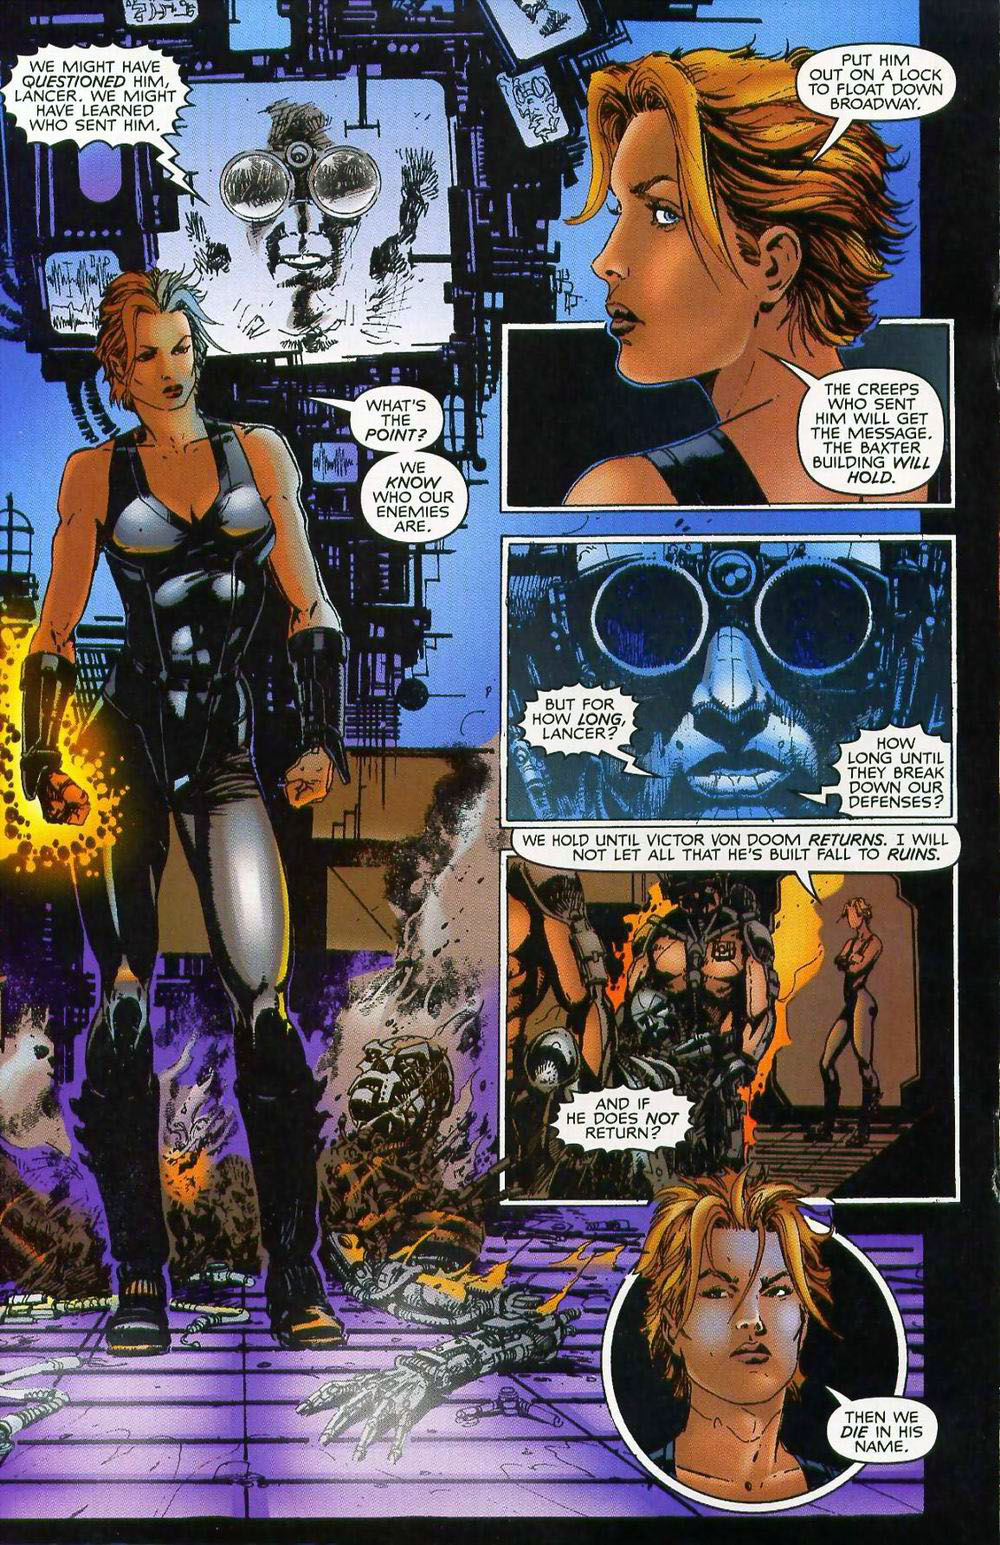 WE MIGHT HAVE
QUESTIONED HIM,
LANCER. WE MIGHT
HAVE LEARNED
WHO SENT HIM.
WHAT'S
THE
POINT?
WE
KNOW
WHO OUR
ENEMIES
ARE.
PUT HIM
OUT ON A LOCK
TO FLOAT DOWN
BROADWAY.
THE CREEPS
WHO SENT
HIM WILL GET
THE MESSAGE.
THE BAXTER
BUILDING WILL
HOLD.
BUT FOR
HOW LONG,
LANCER?
HOW
LONG UNTIL
THEY BREAK
DOWN OUR
DEFENSES?
WE HOLD UNTIL VICTOR VON DOOM RETURNS. I WILL
NOT LET ALL THAT HE'S BUILT FALL TO RUINS.
AND IF
HE DOES NOT
RETURN?
THEN WE
DIE IN HIS
NAME.